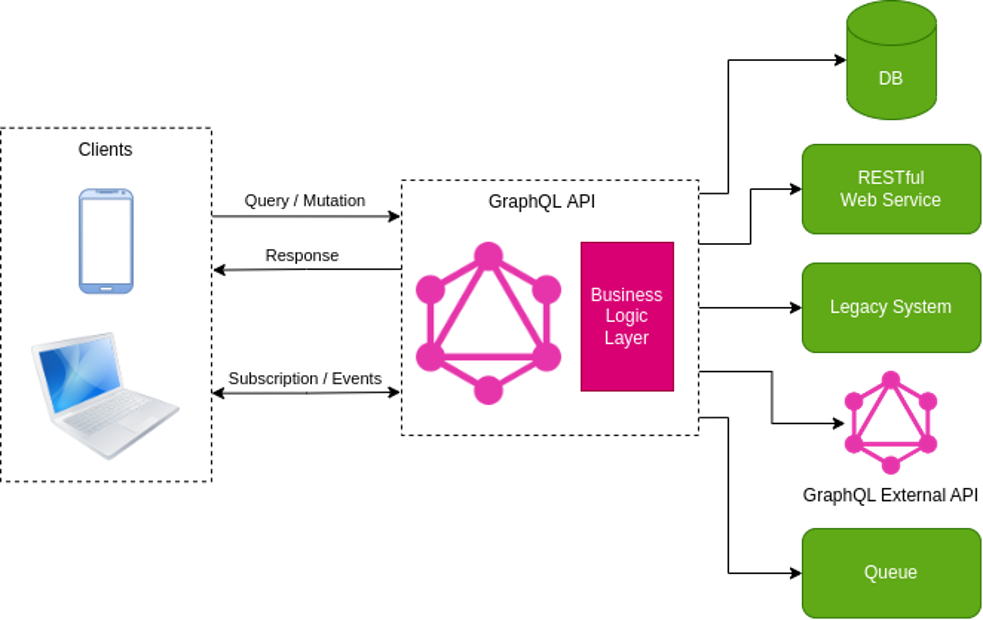 Clients
Query / Mutation
Response
Subscription / Events
GraphQL API
Business
Logic
Layer
DB
RESTful
Web Service
Legacy System
GraphQL External API
Queue